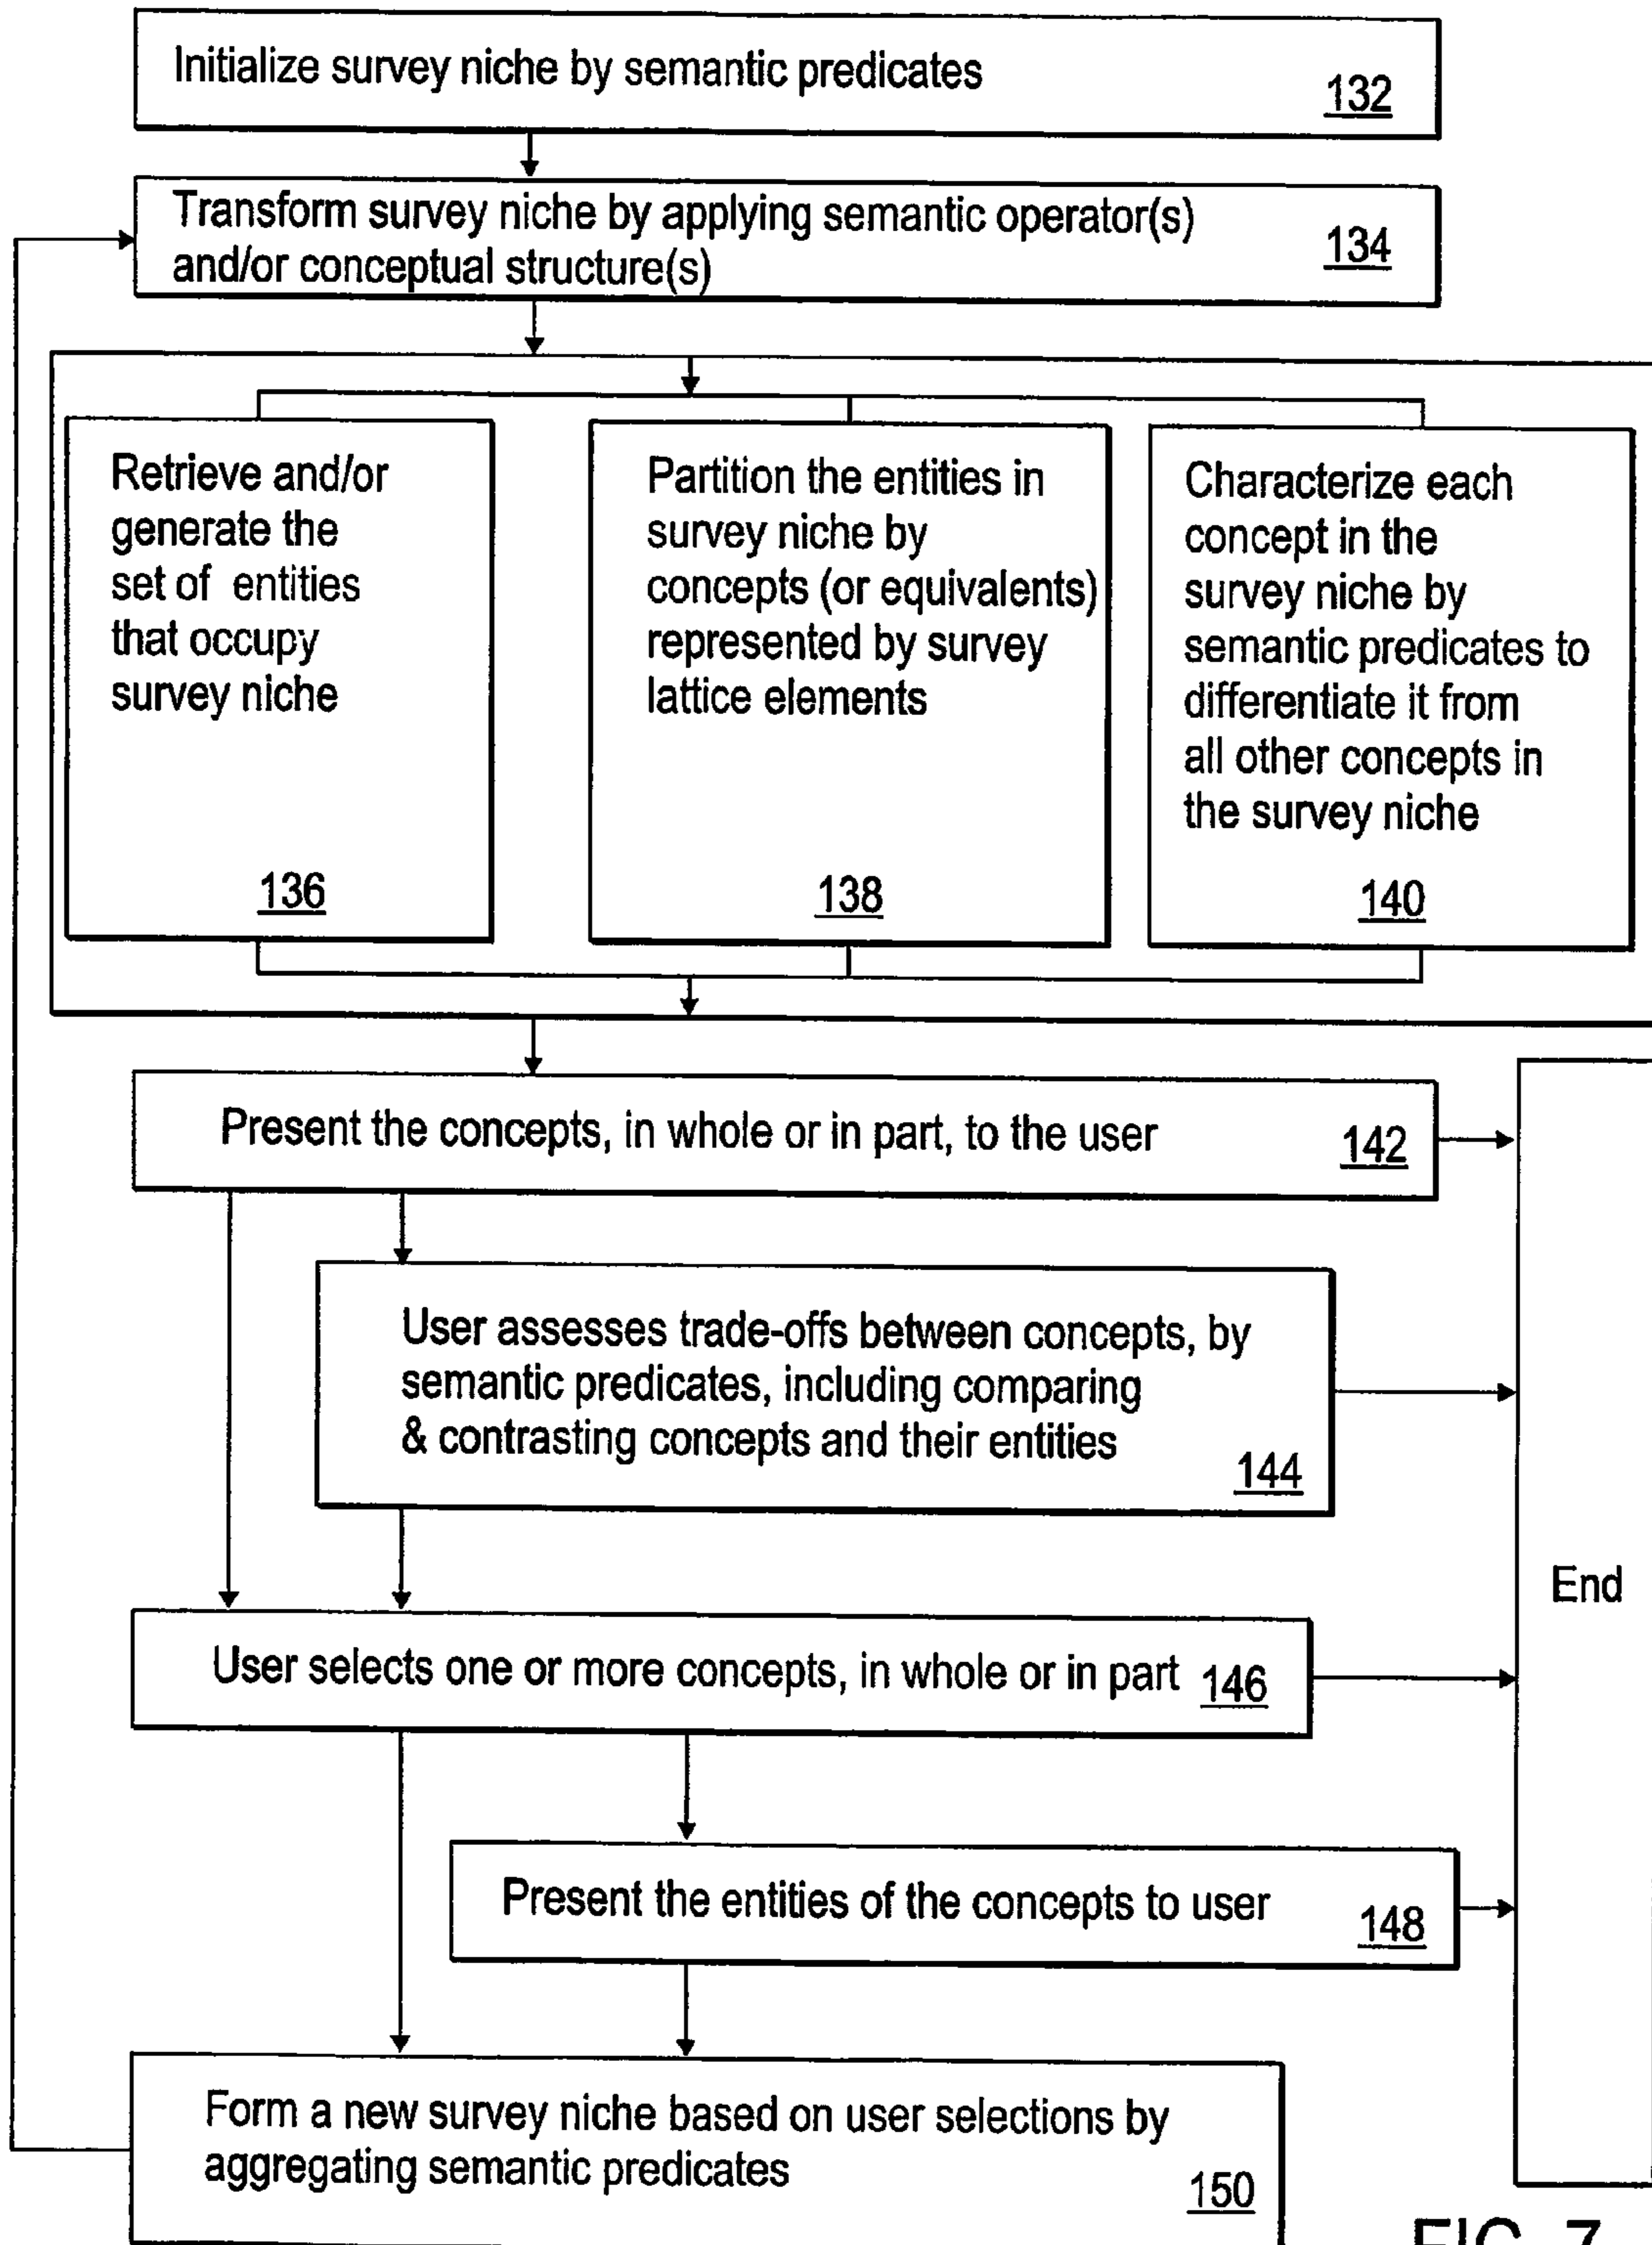 Initialize survey niche by semantic predicates
132
Transform survey niche by applying semantic operator(s)
and/or conceptual structure(s)
134
Retrieve and/or
generate the
set of entities
that occupy
survey niche
136
Partition the entities in
survey niche by
concepts (or equivalents)
represented by survey
lattice elements
138
Characterize each
concept in the
survey niche by
semantic predicates to
differentiate it from
all other concepts in
the survey niche
140
Present the concepts, in whole or in part, to the user
142
User assesses trade-offs between concepts, by
semantic predicates, including comparing
& contrasting concepts and their entities
144
End
User selects one or more concepts, in whole or in part
146
Present the entities of the concepts to user
148
Form a new survey niche based on user selections by
aggregating semantic predicates
150
FIG. 7